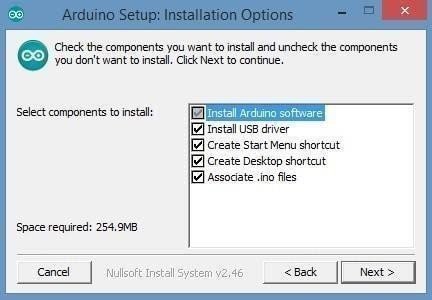 Arduino Setup: Installation Options
Check the components you want to install and uncheck the components
you don't want to install. Click Next to continue.
Select components to install:
Install Arduino software
Install USB driver
Create Start Menu shortcut
Create Desktop shortcut
Associate .ino files
Space required: 254.9MB
Cancel
Nullsoft Install System v2.46
< Back
Next >